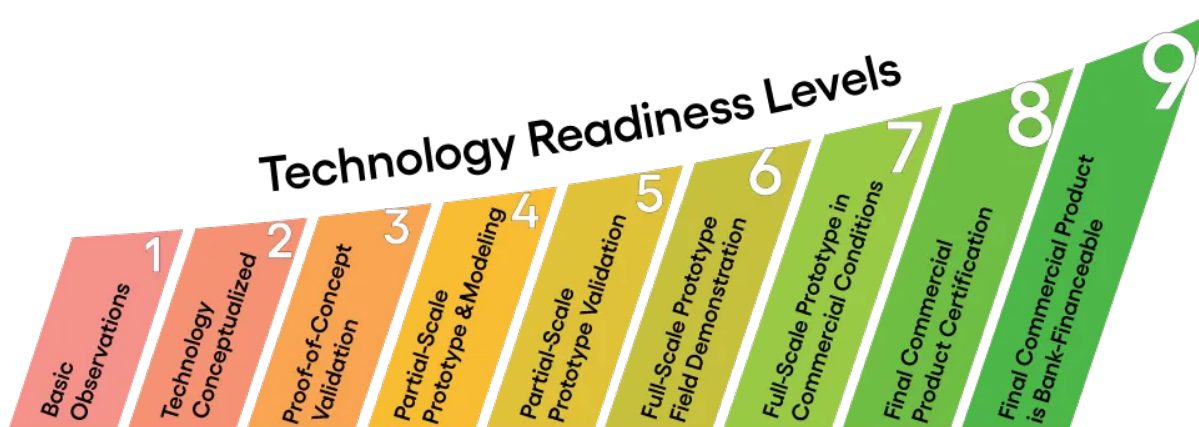 Technology Readiness Levels
1
Basic
Observations
2
Technology
Conceptualized
3
Proof-of-Concept
Validation
4
Partial-Scale
Prototype &Modeling
5
Partial-Scale
Prototype Validation
6
Full-Scale Prototype
Field Demonstration
7
Full-Scale Prototype in
Commercial Conditions
8
Final Commercial
Product Certification
9
Final Commercial Product
is Bank-Financeable